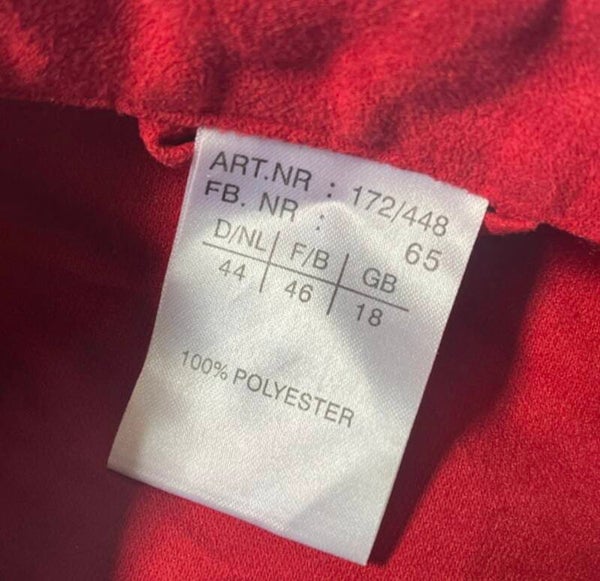 ART.NR : 172/448
FB. NR : 65
D/NL F/B GB
44 46 18
100% POLYESTER